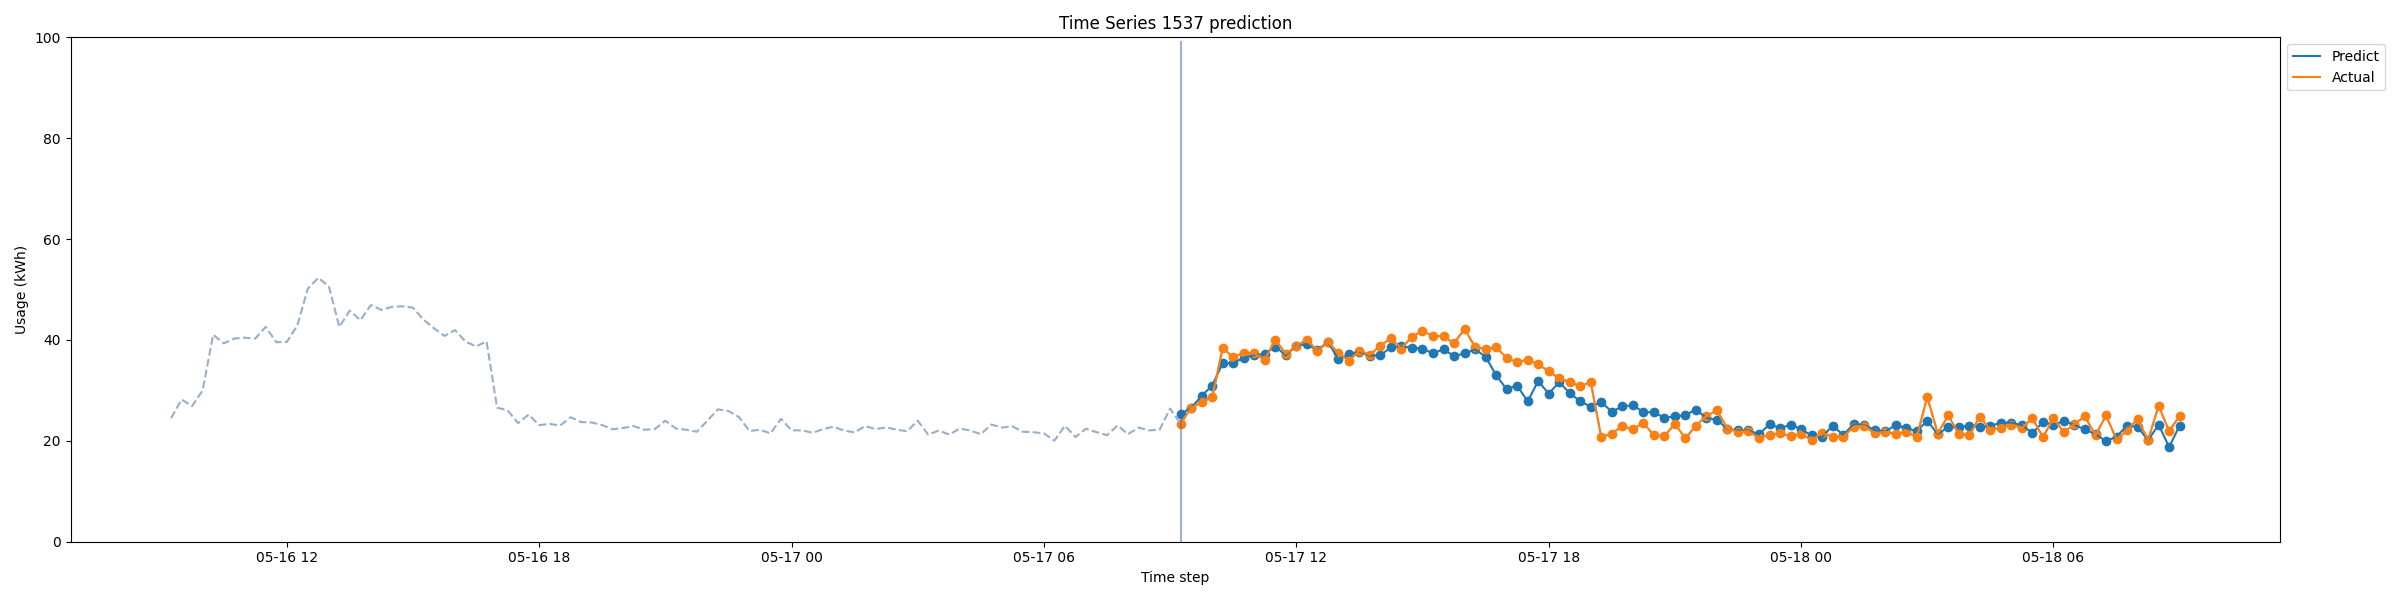 Time Series 1537 prediction
Predict
Actual
Usage (kWh)
100
80
60
40
20
0
05-16 12
05-16 18
05-17 00
05-17 06
05-17 12
05-17 18
05-18 00
05-18 06
Time step